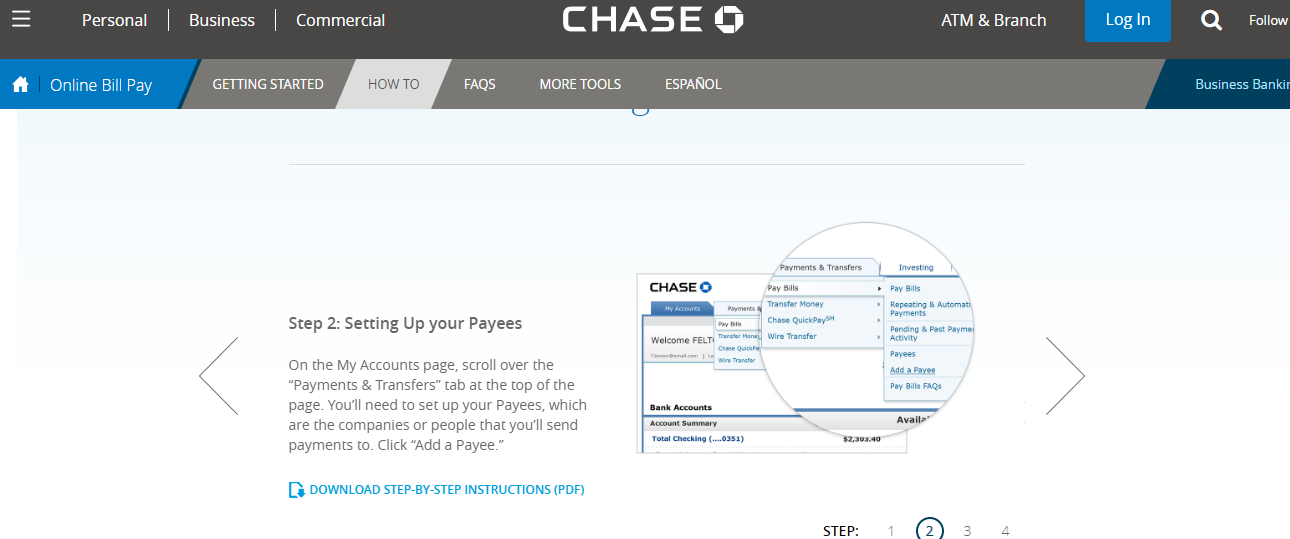 Personal
Business
Commercial
CHASE
ATM & Branch
Log In
Follow
Online Bill Pay
GETTING STARTED
HOW TO
FAQS
MORE TOOLS
ESPAÑOL
Business Bankin
Step 2: Setting Up your Payees
On the My Accounts page, scroll over the
“Payments & Transfers” tab at the top of the
page. You’ll need to set up your Payees, which
are the companies or people that you’ll send
payments to. Click “Add a Payee.”
DOWNLOAD STEP-BY-STEP INSTRUCTIONS (PDF)
CHASE
My Accounts
Payments &
Pay Bills
Transfer Money
Chase QuickPa
Wire Transfer
Welcome FELT
Bank Accounts
Account Summary
Total Checking (....0351)
$2,303.40
Payments & Transfers
Investing
Pay Bills
Transfer Money
Chase QuickPaySM
Wire Transfer
Pay Bills
Repeating & Automati
Payments
Pending & Past Payme
Activity
Payees
Add a Payee
Pay Bills FAQs
Availa
STEP: 1 2 3 4